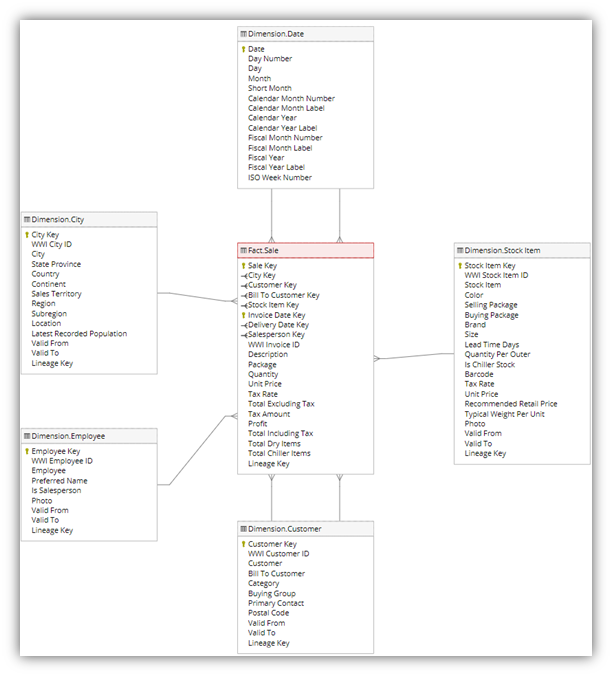 Dimension.Date
Date
Day Number
Day
Month
Short Month
Calendar Month Number
Calendar Month Label
Calendar Year
Calendar Year Label
Fiscal Month Number
Fiscal Month Label
Fiscal Year
Fiscal Year Label
ISO Week Number
Dimension.City
City Key
WWI City ID
City
State Province
Country
Continent
Sales Territory
Region
Subregion
Location
Latest Recorded Population
Valid From
Valid To
Lineage Key
Fact.Sale
Sale Key
City Key
Customer Key
Bill To Customer Key
Stock Item Key
Invoice Date Key
Delivery Date Key
Salesperson Key
WWI Invoice ID
Description
Package
Quantity
Unit Price
Tax Rate
Total Excluding Tax
Tax Amount
Profit
Total Including Tax
Total Dry Items
Total Chiller Items
Lineage Key
Dimension.Stock Item
Stock Item Key
WWI Stock Item ID
Stock Item
Color
Selling Package
Buying Package
Brand
Size
Lead Time Days
Quantity Per Outer
Is Chiller Stock
Barcode
Tax Rate
Unit Price
Recommended Retail Price
Typical Weight Per Unit
Photo
Valid From
Valid To
Lineage Key
Dimension.Employee
Employee Key
WWI Employee ID
Employee
Preferred Name
Is Salesperson
Photo
Valid From
Valid To
Lineage Key
Dimension.Customer
Customer Key
WWI Customer ID
Customer
Bill To Customer
Category
Buying Group
Primary Contact
Postal Code
Valid From
Valid To
Lineage Key